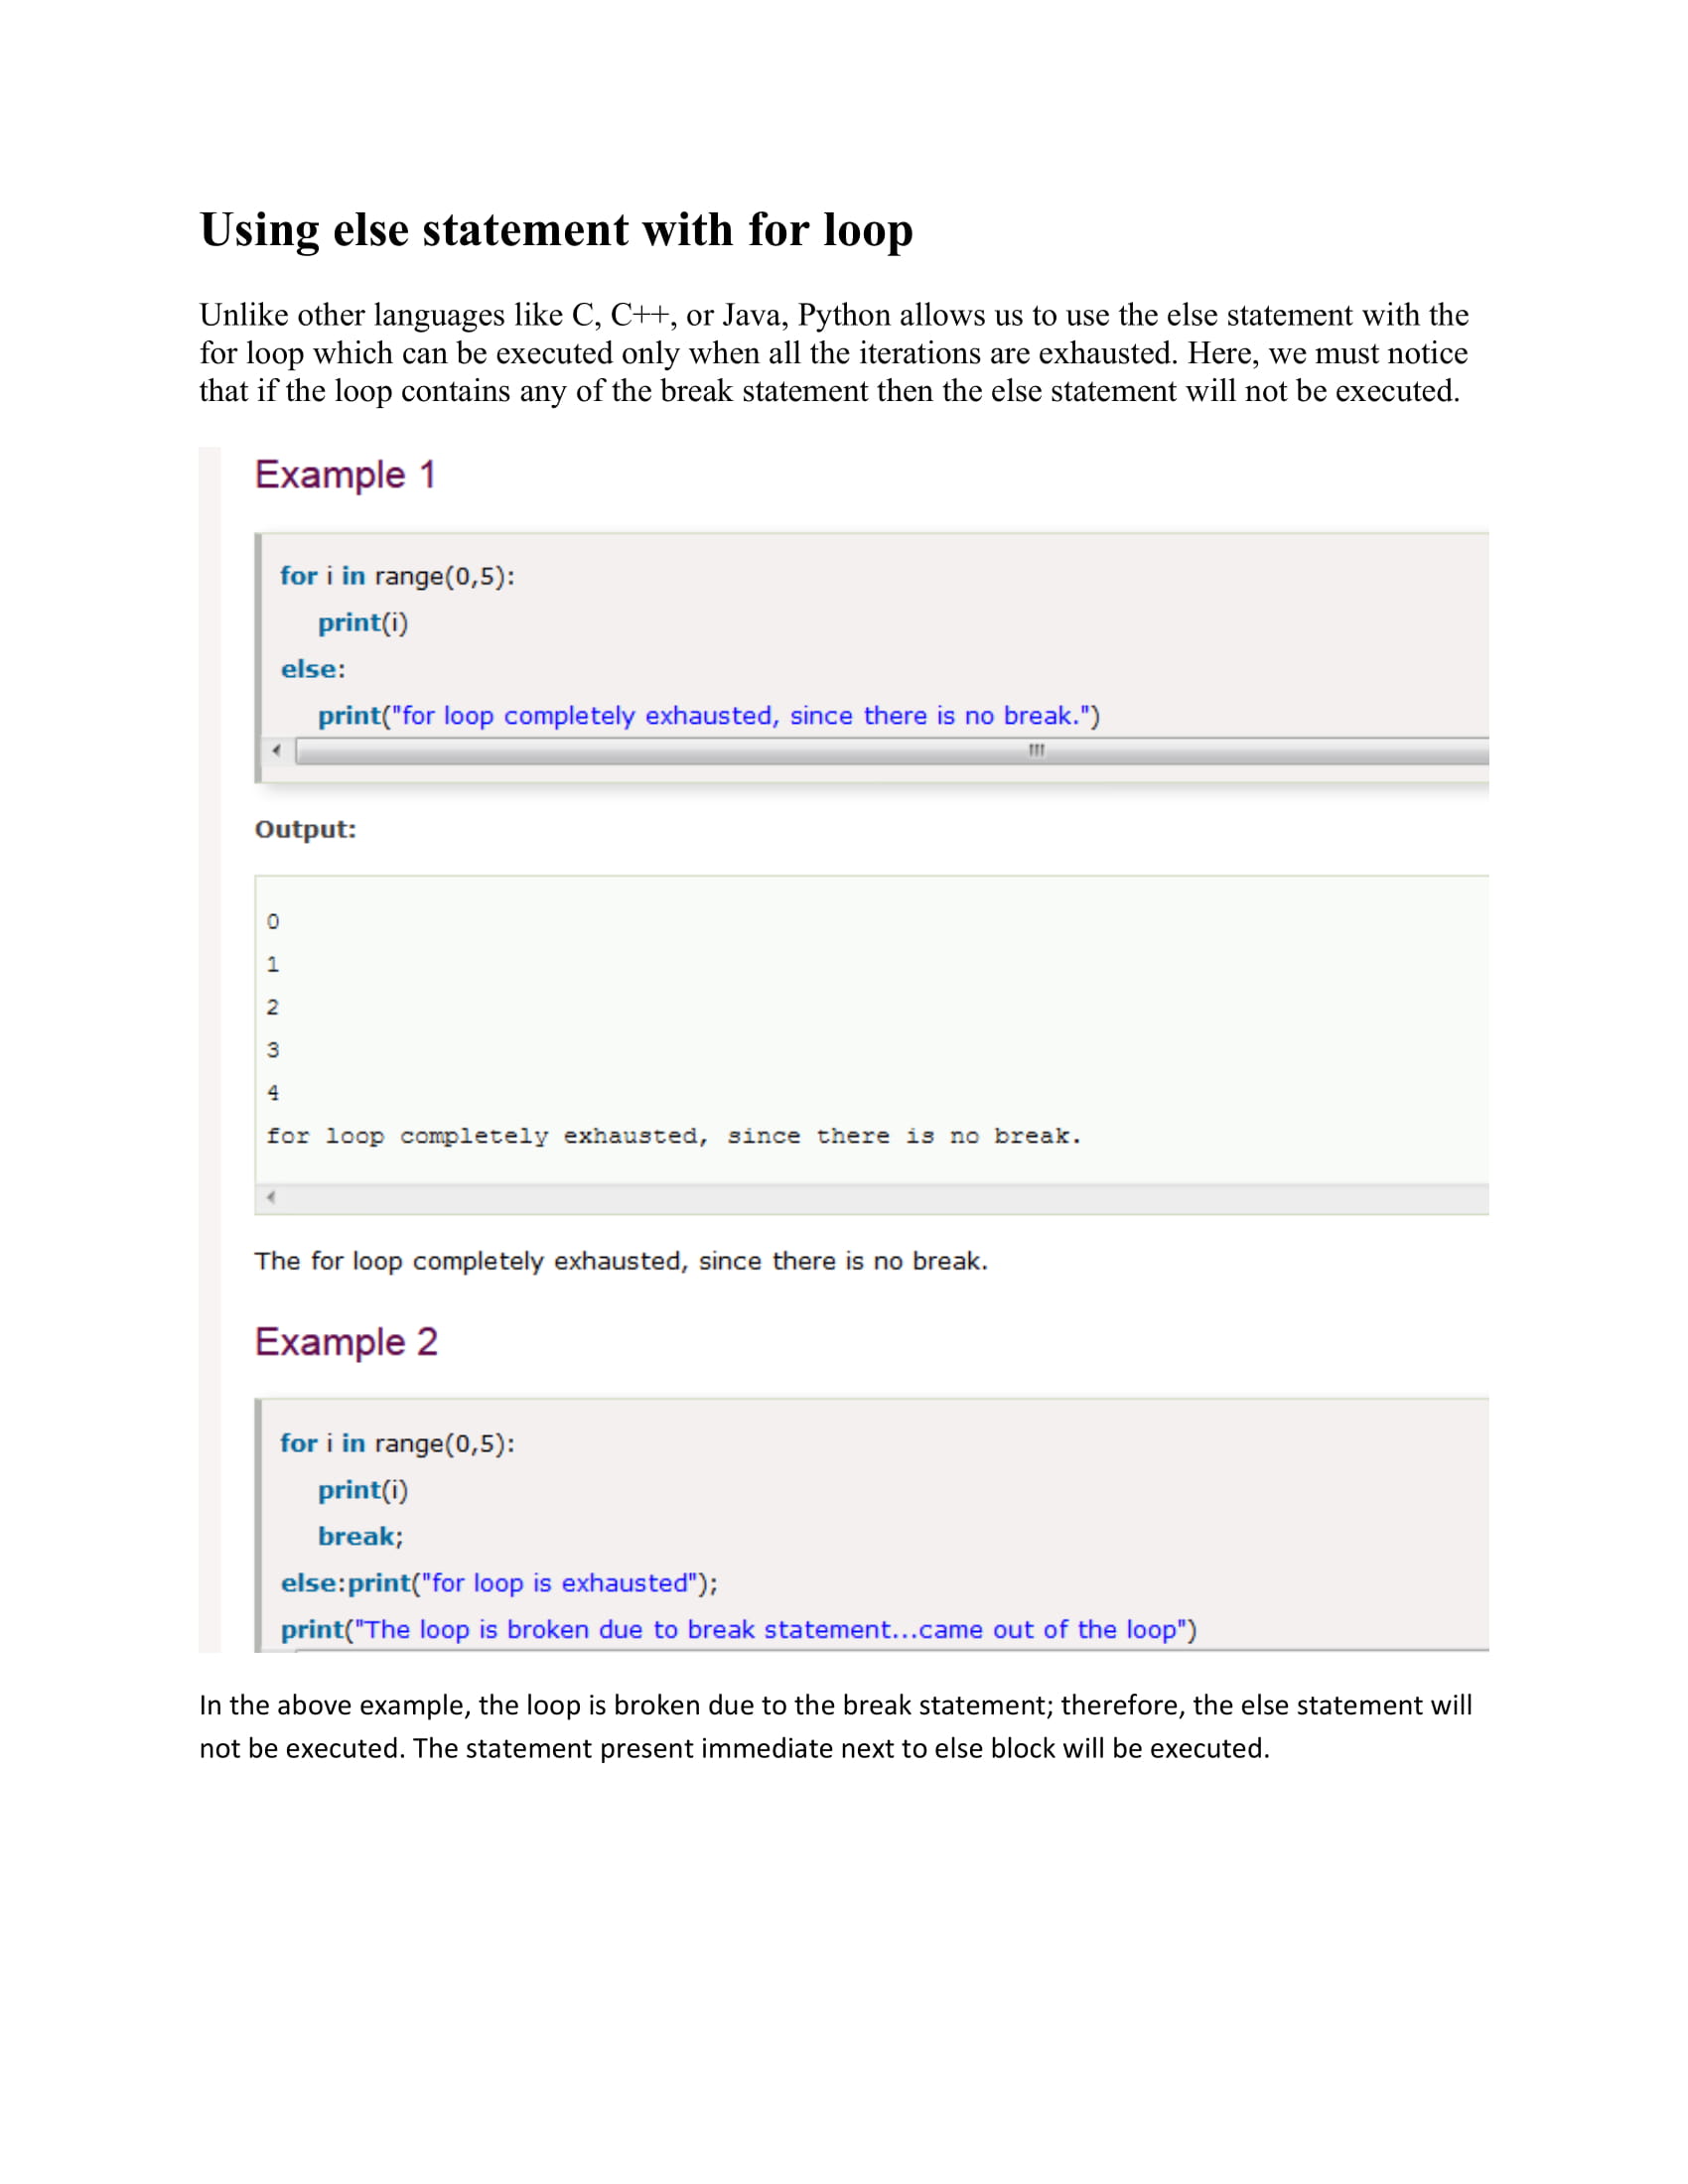 Using else statement with for loop
Unlike other languages like C, C++, or Java, Python allows us to use the else statement with the
for loop which can be executed only when all the iterations are exhausted. Here, we must notice
that if the loop contains any of the break statement then the else statement will not be executed.
Example 1
for i in range(0,5):
print(i)
else:
print("for loop completely exhausted, since there is no break.")
Output:
0
1
2
3
4
for loop completely exhausted, since there is no break.
The for loop completely exhausted, since there is no break.
Example 2
for i in range(0,5):
print(i)
break;
else:print("for loop is exhausted");
print("The loop is broken due to break statement...came out of the loop")
In the above example, the loop is broken due to the break statement; therefore, the else statement will
not be executed. The statement present immediate next to else block will be executed.